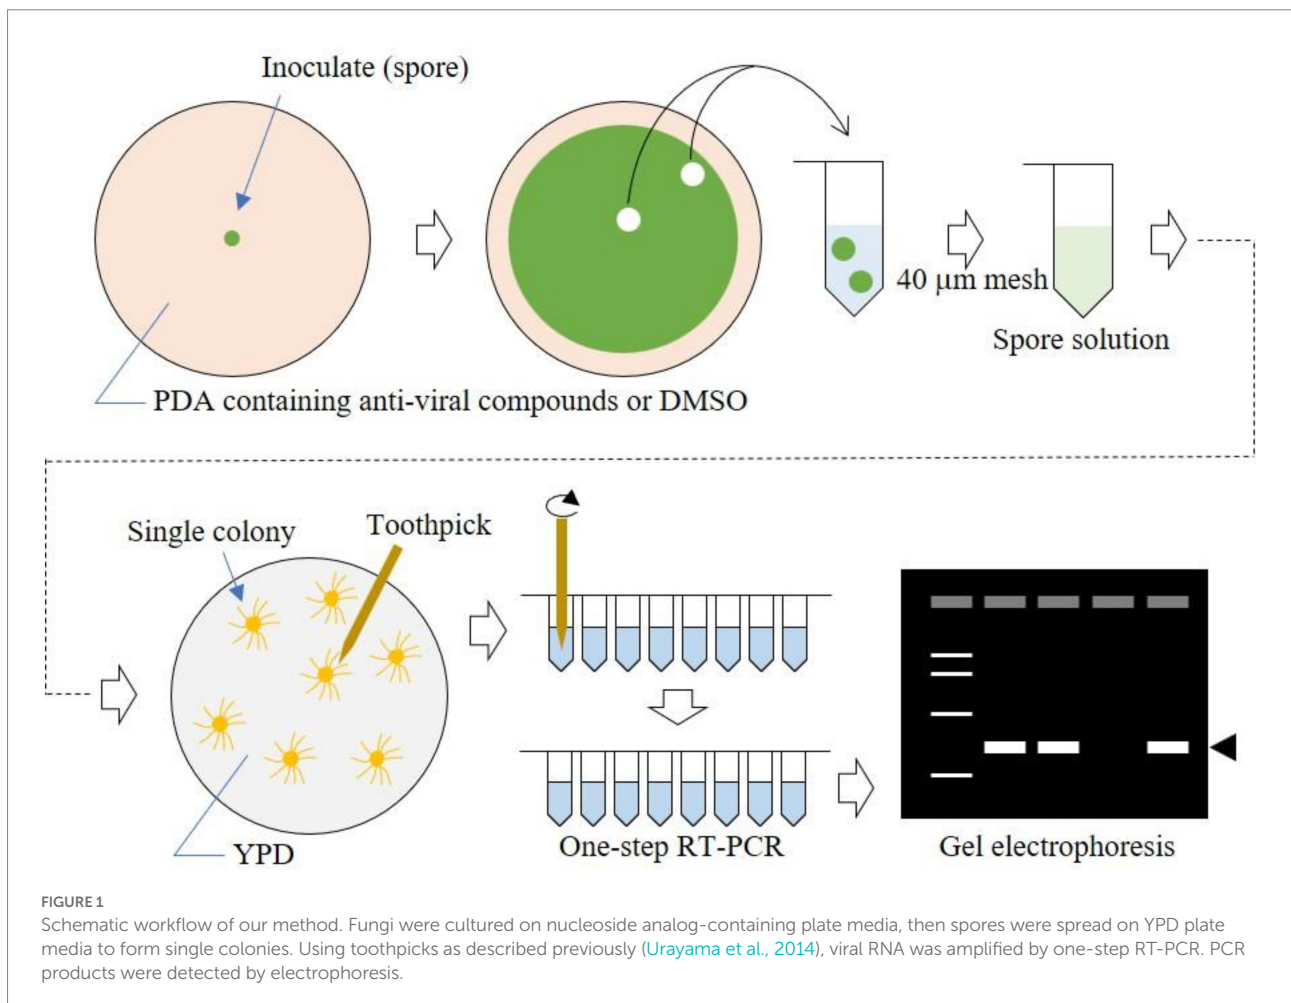 Inoculate (spore)
40 μm mesh
Spore solution
PDA containing anti-viral compounds or DMSO
Single colony
Toothpick
YPD
One-step RT-PCR
Gel electrophoresis
FIGURE 1
Schematic workflow of our method. Fungi were cultured on nucleoside analog-containing plate media, then spores were spread on YPD plate
media to form single colonies. Using toothpicks as described previously (Urayama et al., 2014), viral RNA was amplified by one-step RT-PCR. PCR
products were detected by electrophoresis.